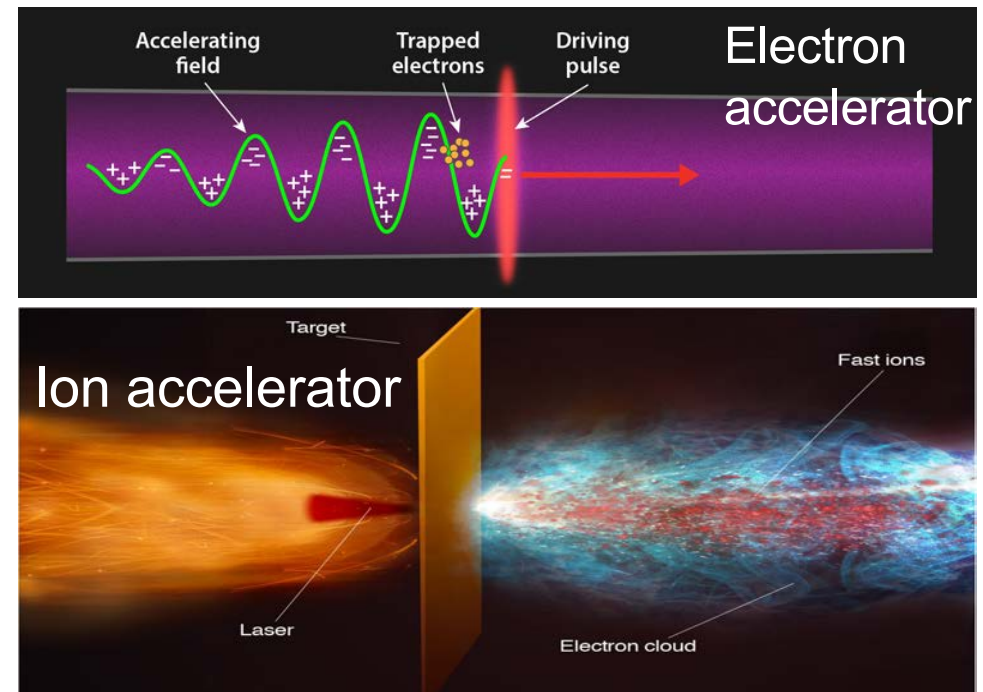 Accelerating
field
Trapped
electrons
Driving
pulse
Electron
accelerator
Target
Ion accelerator
Fast ions
Laser
Electron cloud